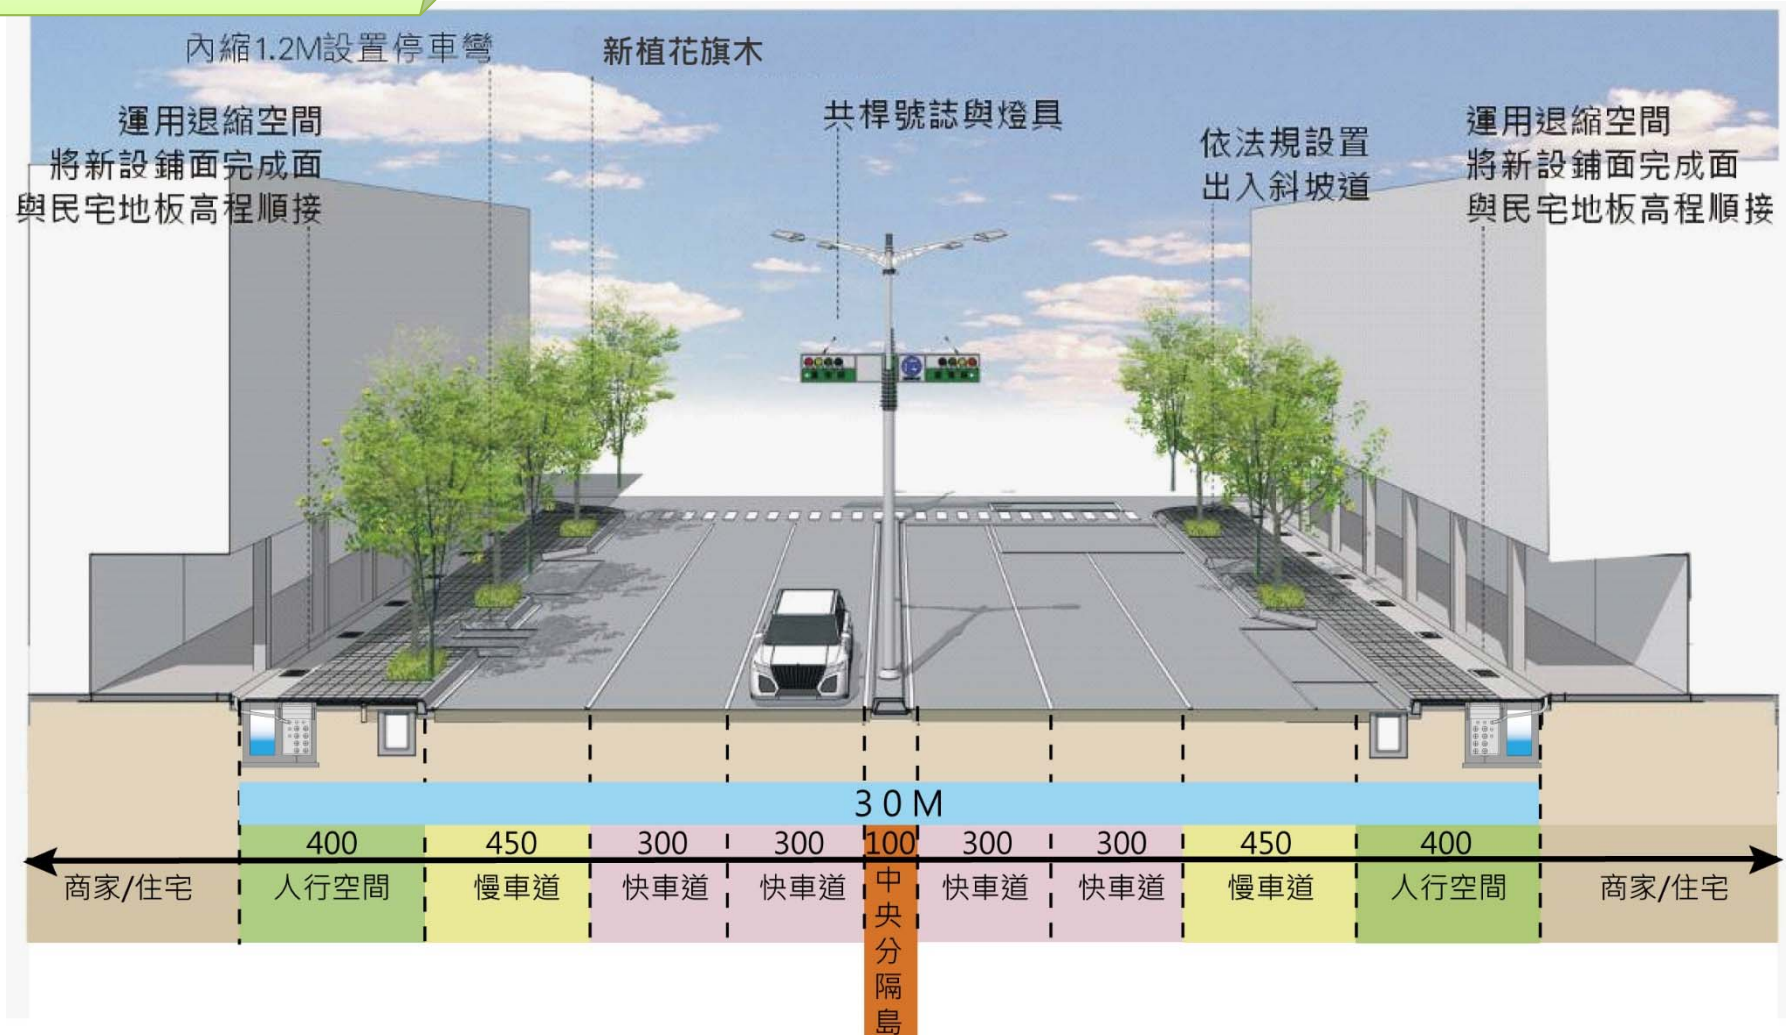 內縮1.2M設置停車彎
新植花旗木
運用退縮空間
將新設鋪面完成面
與民宅地板高程順接
共桿號誌與燈具
依法規設置
出入斜坡道
運用退縮空間
將新設鋪面完成面
與民宅地板高程順接
30M
400 450 300 300 100 300 300 450 400
商家/住宅 人行空間 慢車道 快車道 快車道 中央分隔島 快車道 快車道 慢車道 人行空間 商家/住宅